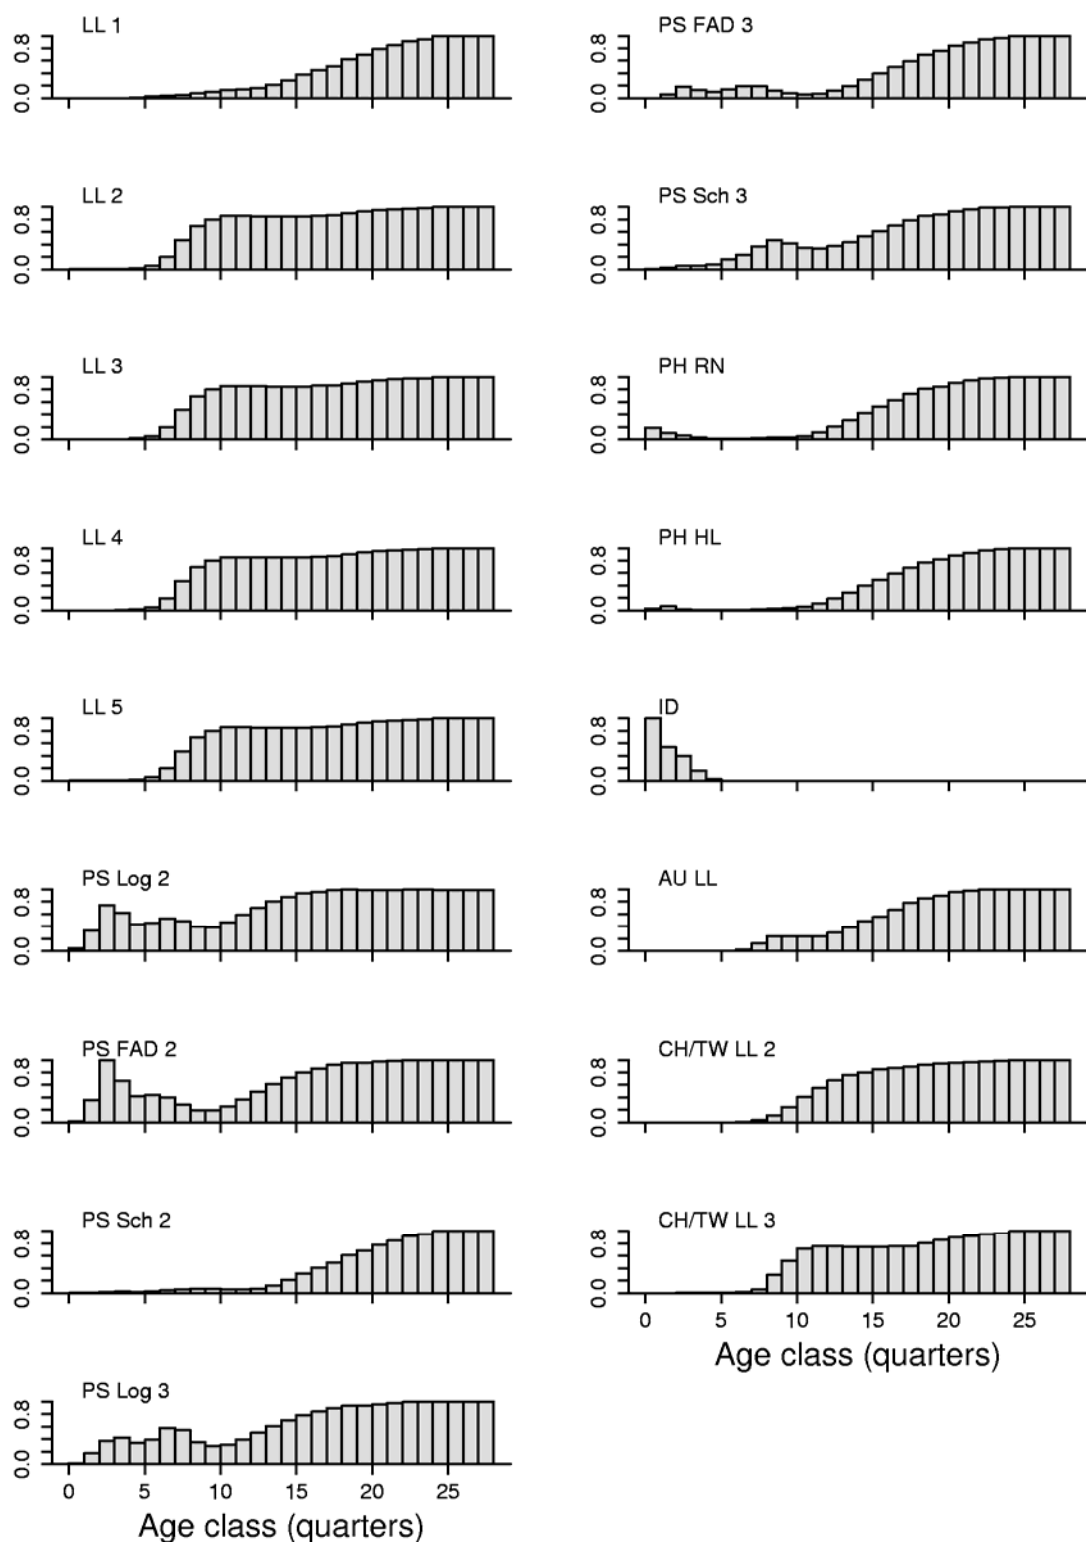 LL 1
0.0 0.8
LL 2
0.0 0.8
LL 3
0.0 0.8
LL 4
0.0 0.8
LL 5
0.0 0.8
PS Log 2
0.0 0.8
PS FAD 2
0.0 0.8
PS Sch 2
0.0 0.8
PS Log 3
0.0 0.8
0 5 10 15 20 25
Age class (quarters)
PS FAD 3
0.0 0.8
PS Sch 3
0.0 0.8
PH RN
0.0 0.8
PH HL
0.0 0.8
ID
0.0 0.8
AU LL
0.0 0.8
CH/TW LL 2
0.0 0.8
CH/TW LL 3
0.0 0.8
0 5 10 15 20 25
Age class (quarters)